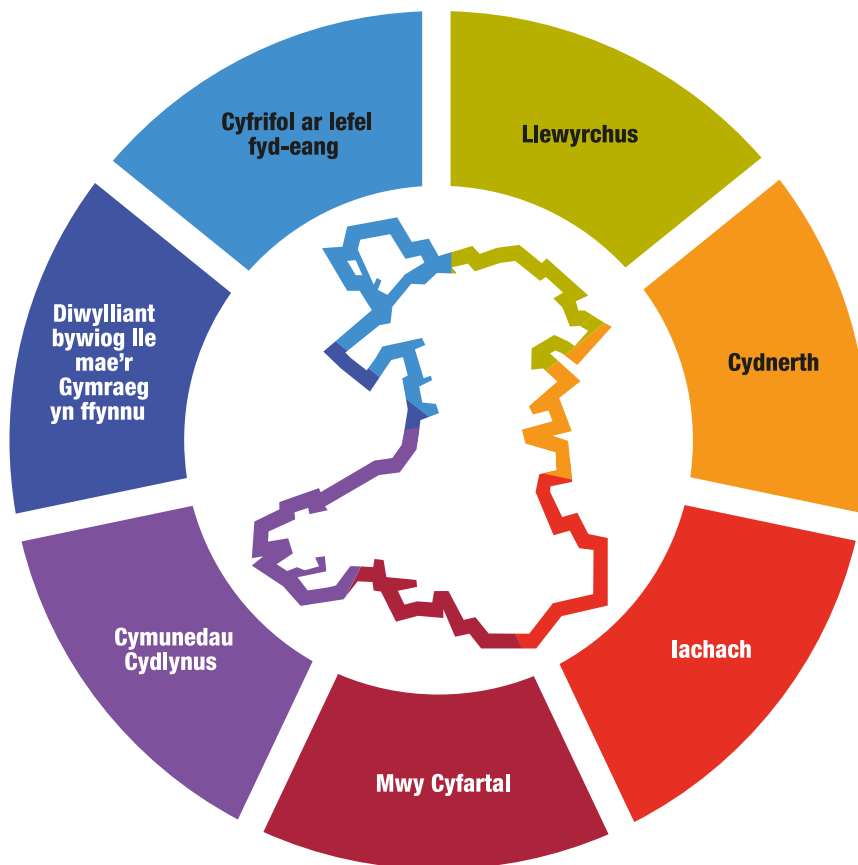 Cyfrifol ar lefel
fyd-eang
Llewyrchus
Cydnerth
Iachach
Mwy Cyfartal
Cymunedau
Cydlynus
Diwylliant
bywiog lle
mae'r
Gymraeg
yn ffynnu